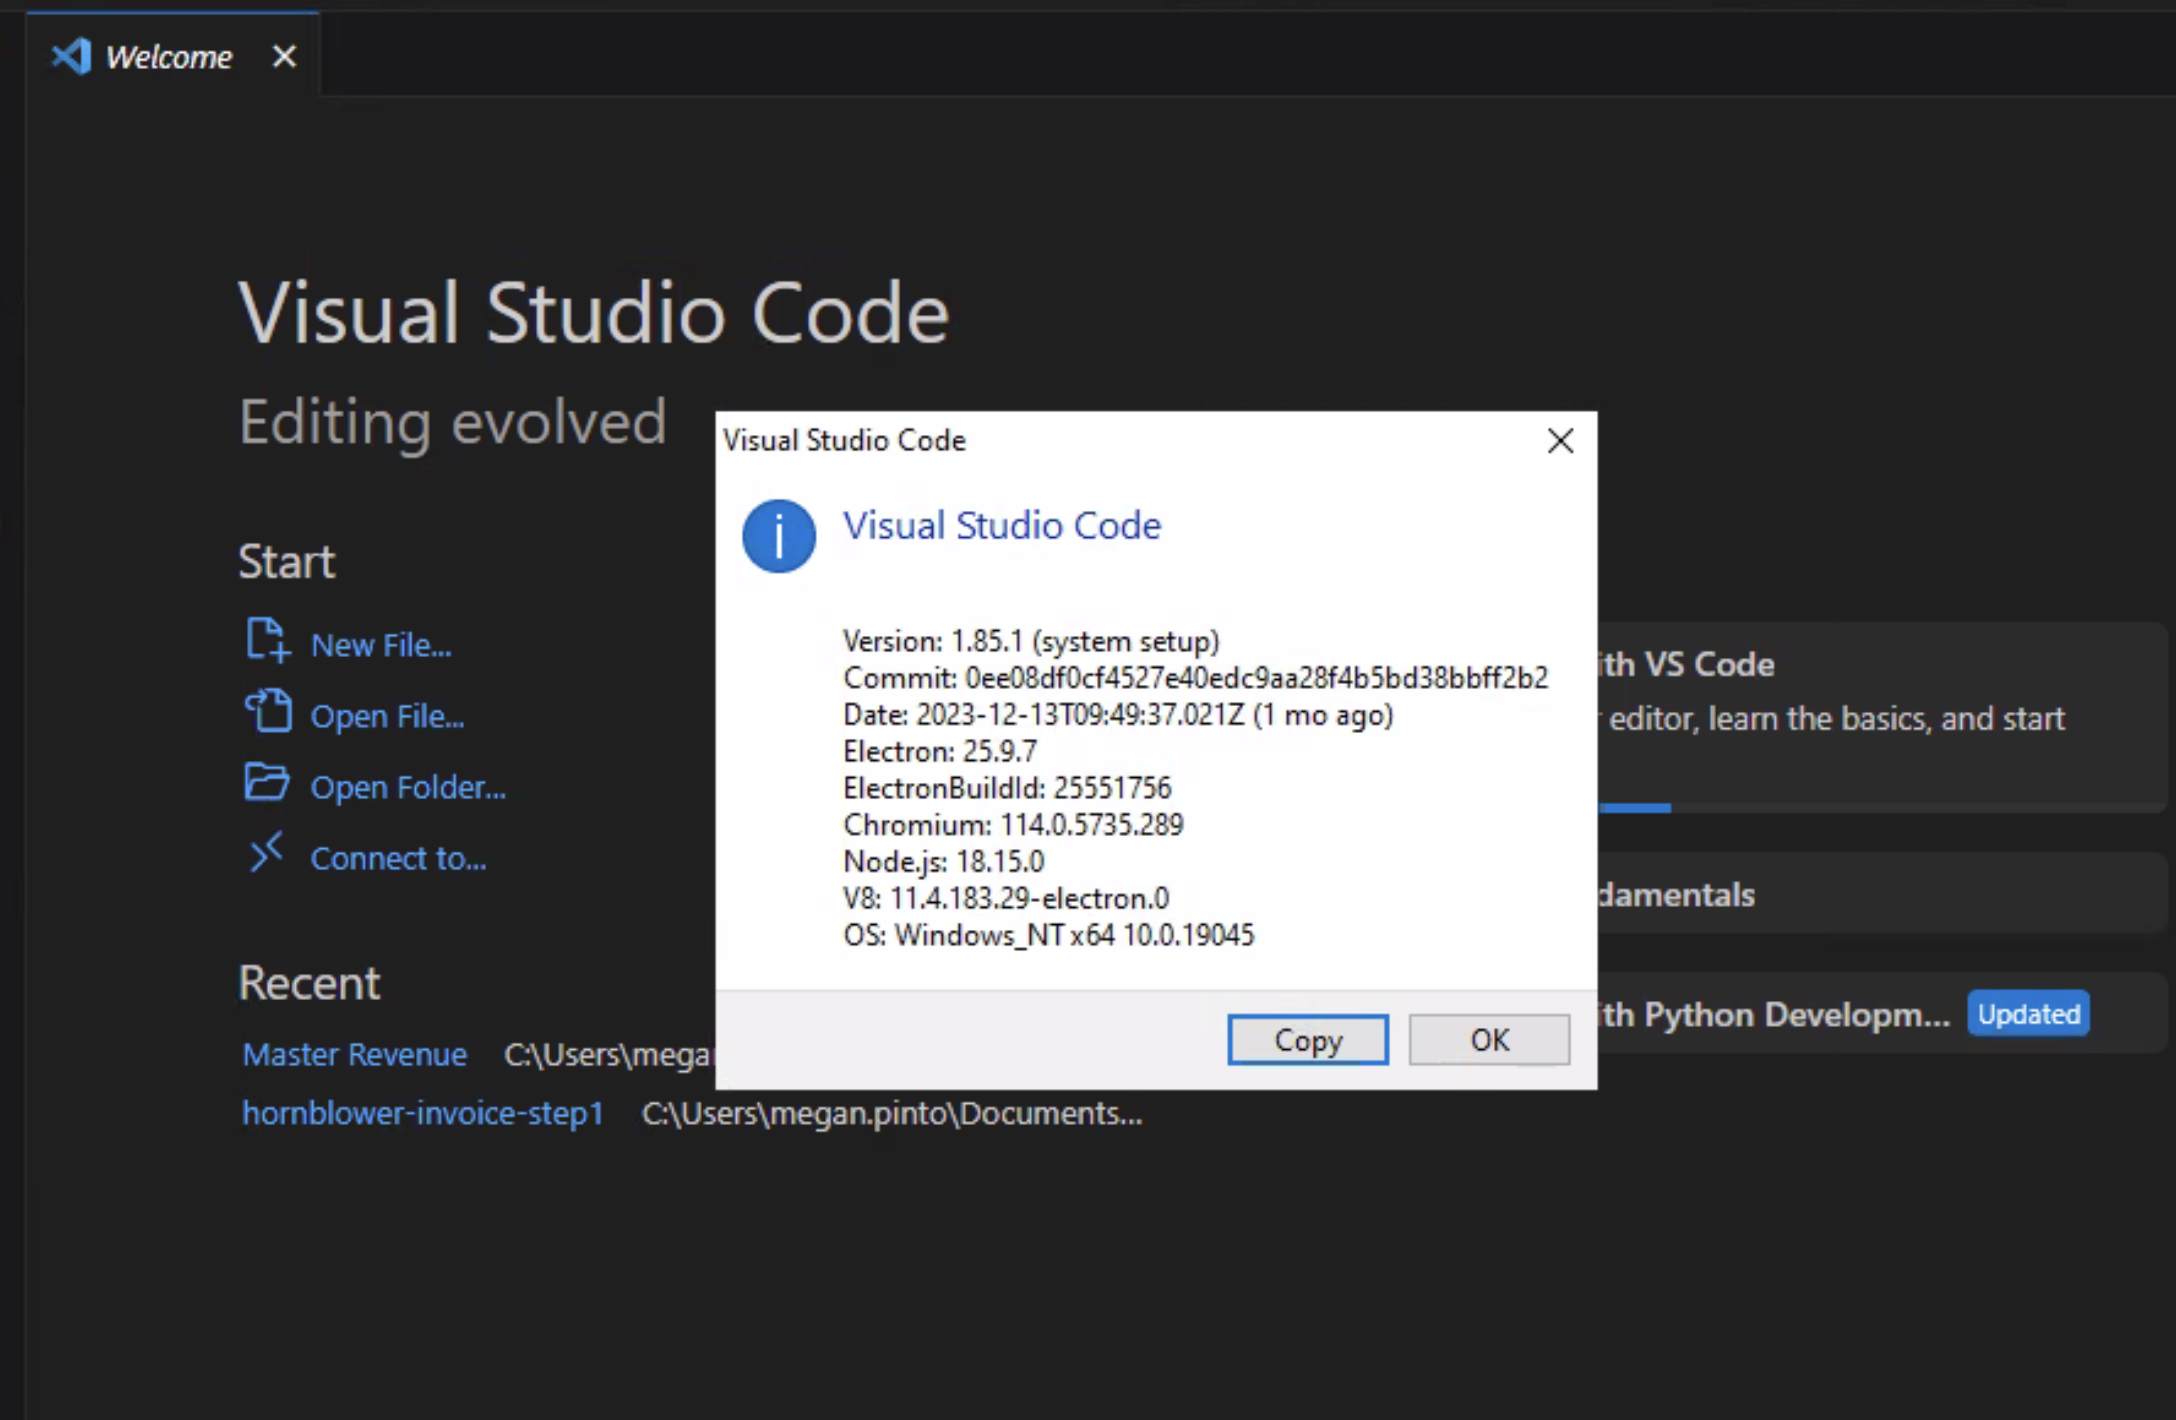 Welcome
Visual Studio Code
Editing evolved
Start
New File...
Open File...
Open Folder...
Connect to...
Recent
Master Revenue C:\Users\mega
hornblower-invoice-step1 C:\Users\megan.pinto\Documents...
Visual Studio Code
Visual Studio Code
Version: 1.85.1 (system setup)
Commit: 0ee08df0cf4527e40edc9aa28f4b5bd38bbff2b2
Date: 2023-12-13T09:49:37.021Z (1 mo ago)
Electron: 25.9.7
ElectronBuildId: 25551756
Chromium: 114.0.5735.289
Node.js: 18.15.0
V8: 11.4.183.29-electron.0
OS: Windows_NT x64 10.0.19045
Copy OK
ith VS Code
editor, learn the basics, and start
damentals
ith Python Developm... Updated